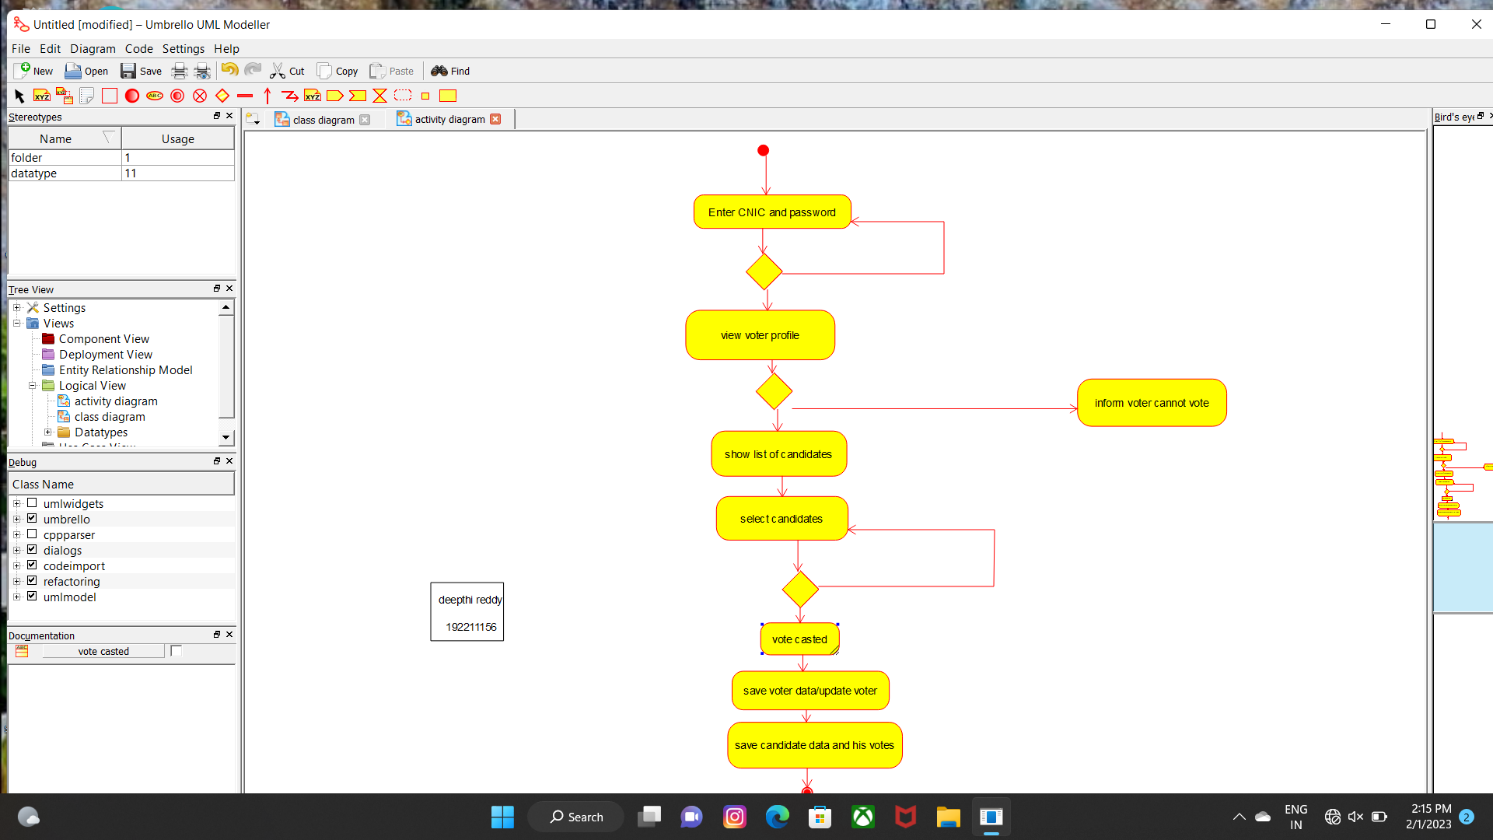 Untitled [modified] – Umbrello UML Modeller
File Edit Diagram Code Settings Help
New Open Save Cut Copy Paste Find
XYZ ABC XYZ
Stereotypes
class diagram activity diagram
Bird's eye
Name Usage
folder 1
datatype 11
Tree View
Settings
Views
Component View
Deployment View
Entity Relationship Model
Logical View
activity diagram
class diagram
Datatypes
Debug
Class Name
umlwidgets
umbrello
cppparser
dialogs
codeimport
refactoring
umlmodel
Documentation
vote casted
Enter CNIC and password
view voter profile
inform voter cannot vote
show list of candidates
select candidates
deepthi reddy
192211156
vote casted
save voter data/update voter
save candidate data and his votes
Search
ENG
IN
2:15 PM
2/1/2023
2